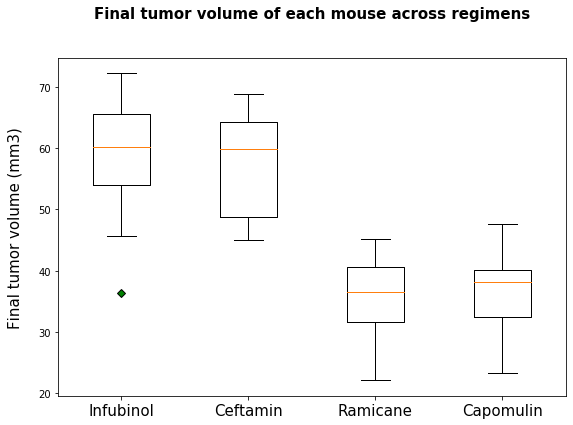 Final tumor volume of each mouse across regimens
Final tumor volume (mm3)
70
60
50
40
30
20
Infubinol Ceftamin Ramicane Capomulin